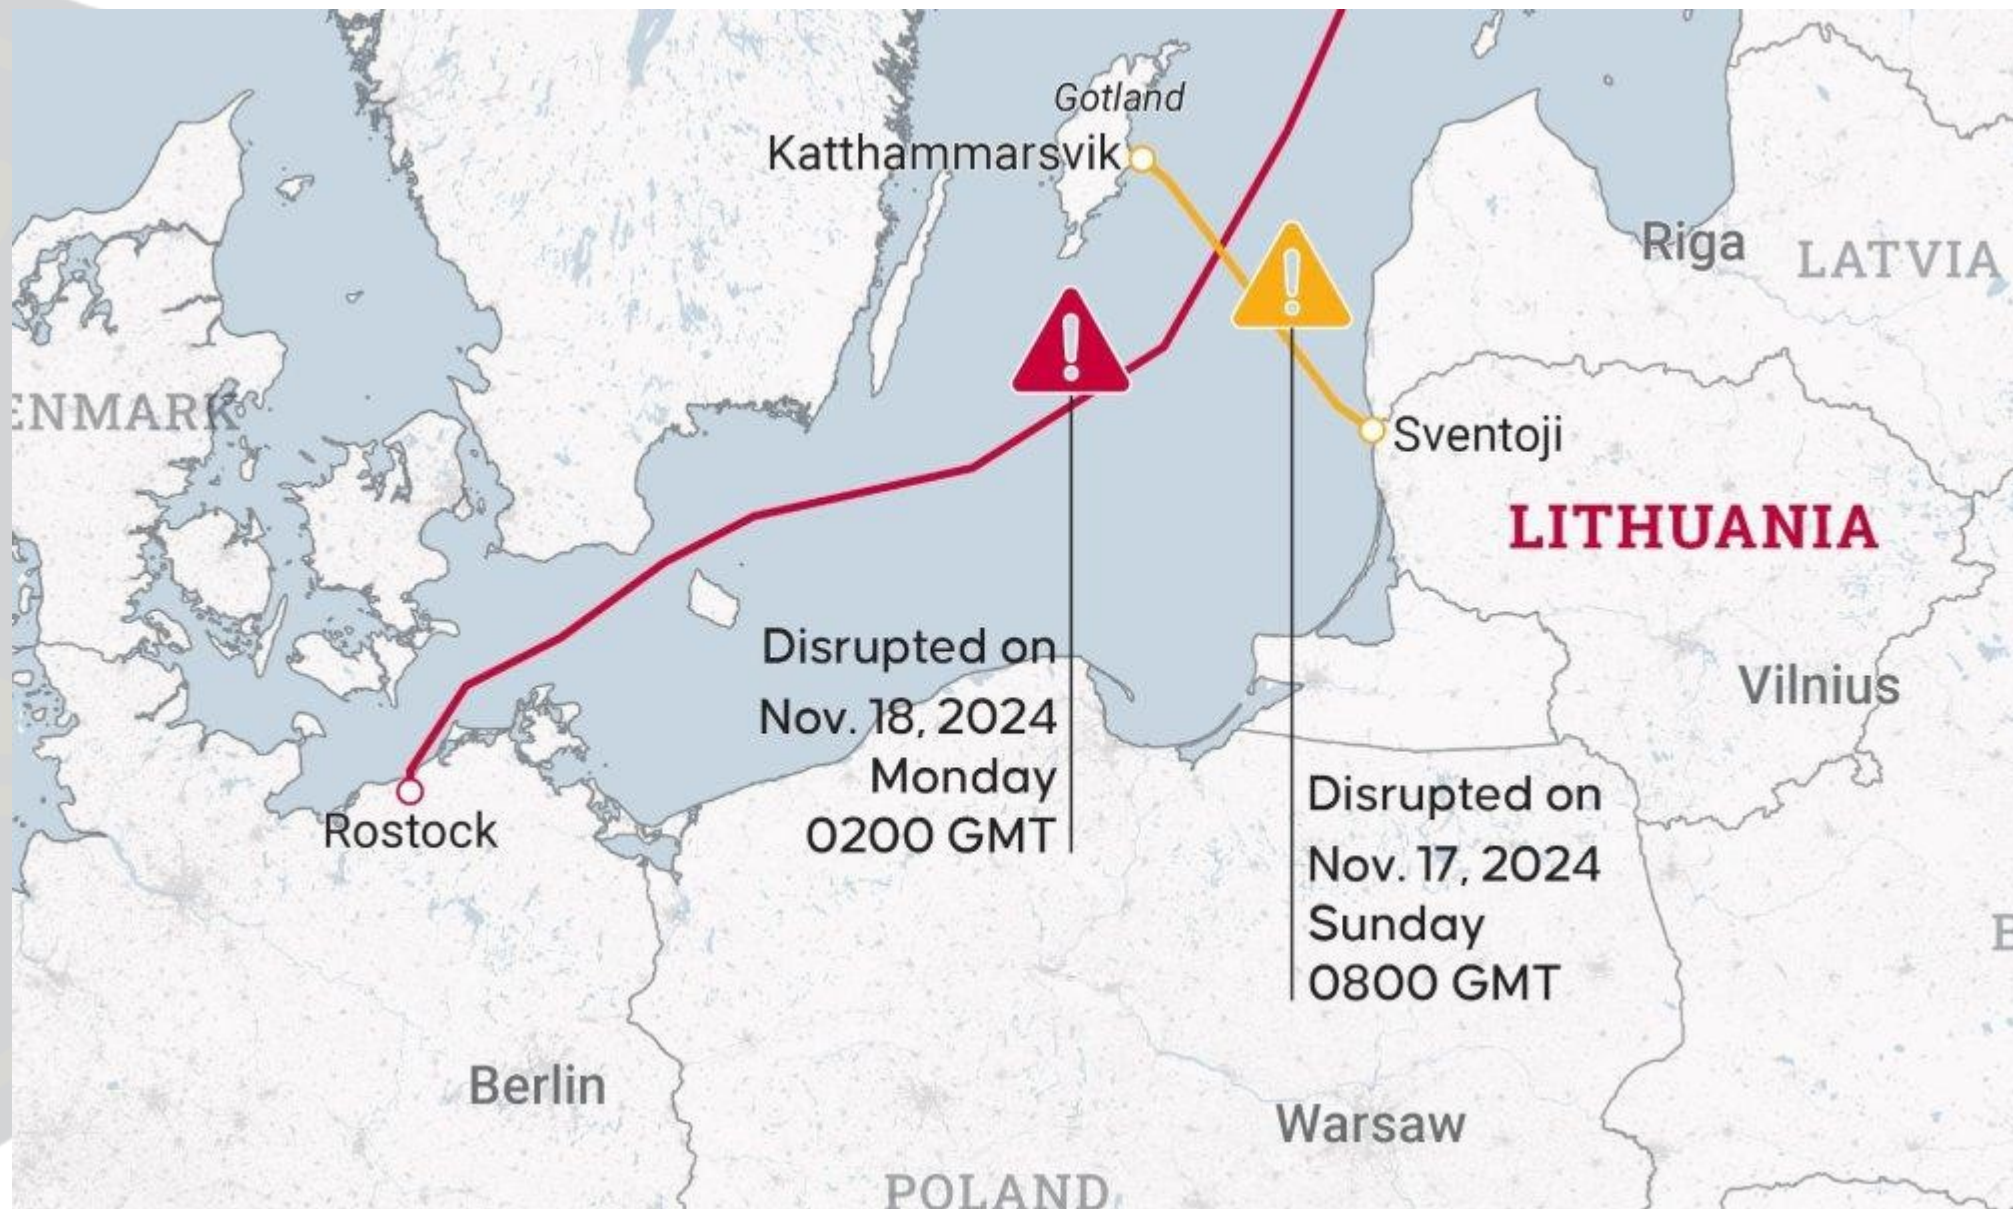 Gotland
Katthammarsvik
Riga
LATVIA
ENMARK
Sventoji
LITHUANIA
Disrupted on
Nov. 18, 2024
Monday
0200 GMT
Vilnius
Rostock
Disrupted on
Nov. 17, 2024
Sunday
0800 GMT
Berlin
Warsaw
POLAND